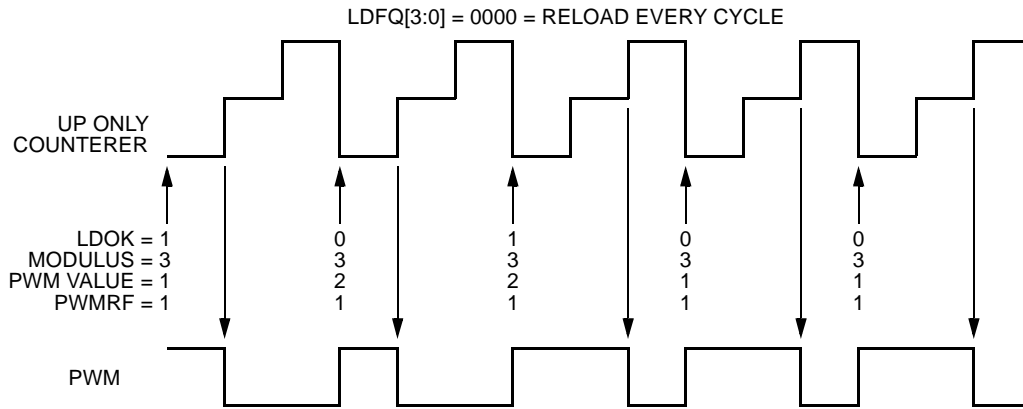 LDFQ[3:0] = 0000 = RELOAD EVERY CYCLE
UP ONLY
COUNTERER
LDOK = 1 0 1 0 0
MODULUS = 3 3 3 3 3
PWM VALUE = 1 2 2 1 1
PWMRF = 1 1 1 1 1
PWM